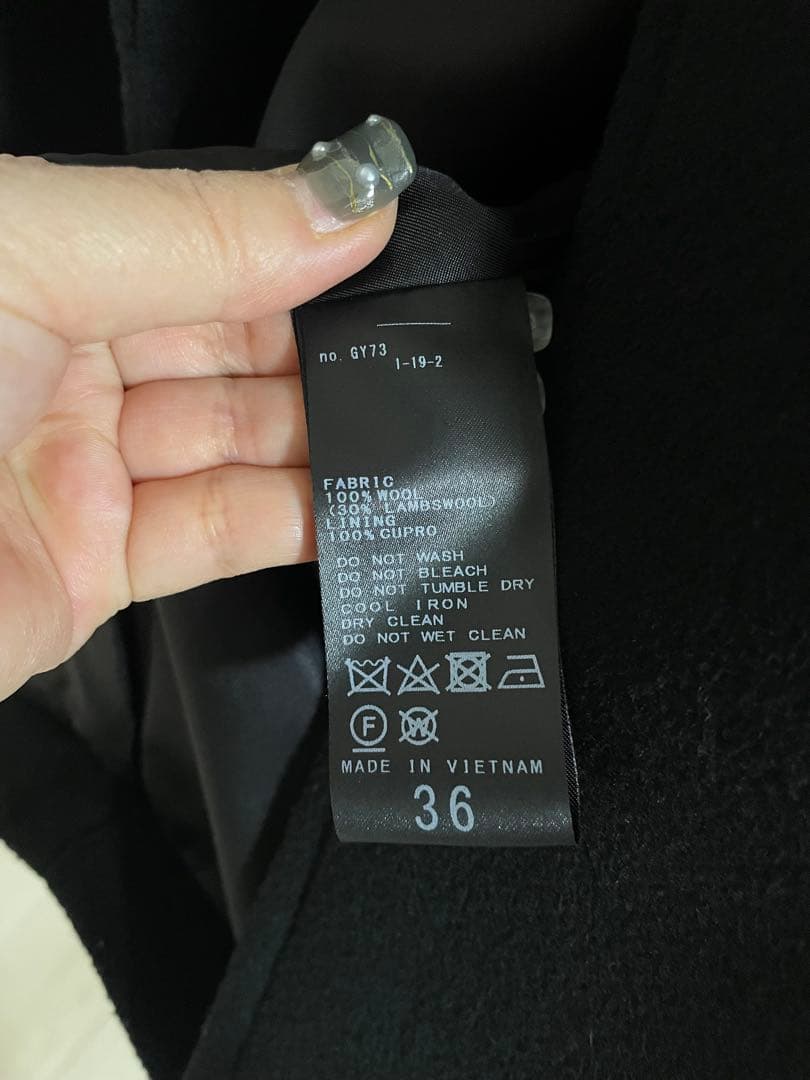 no. GY73
1-19-2
FABRIC
100% WOOL
(30% LAMBSWOOL)
LINING
100% CUPRO
DO NOT WASH
DO NOT BLEACH
DO NOT TUMBLE DRY
COOL IRON
DRY CLEAN
DO NOT WET CLEAN
F W
MADE IN VIETNAM
36